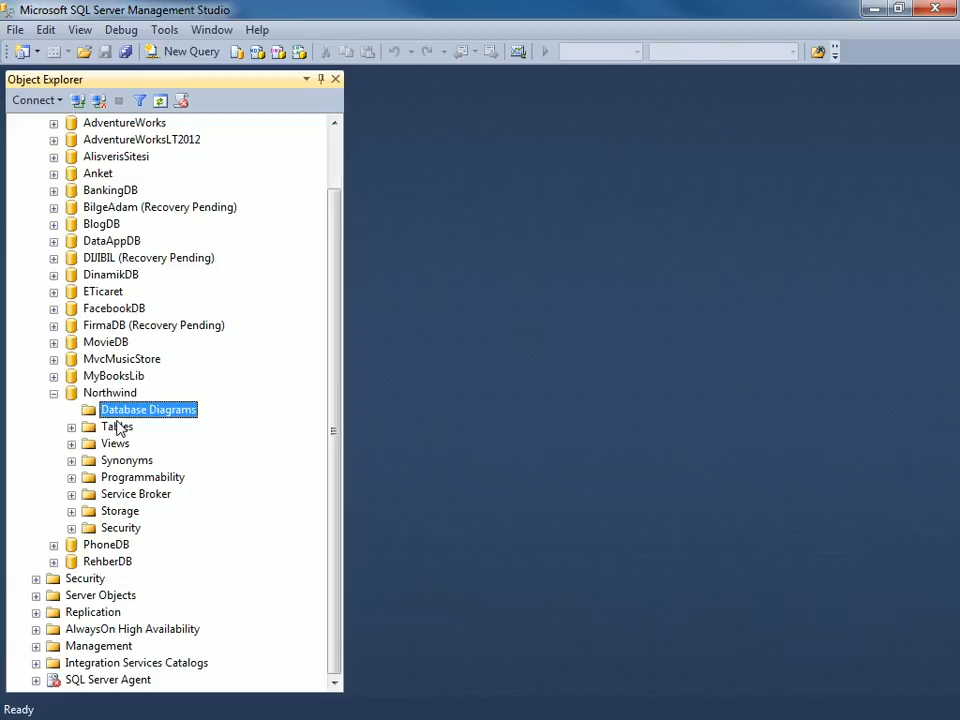 Microsoft SQL Server Management Studio
File Edit View Debug Tools Window Help
New Query
Object Explorer
Connect
AdventureWorks
AdventureWorksLT2012
AlisverisSitesi
Anket
BankingDB
BilgeAdam (Recovery Pending)
BlogDB
DataAppDB
DIJIBIL (Recovery Pending)
DinamikDB
ETicaret
FacebookDB
FirmaDB (Recovery Pending)
MovieDB
MvcMusicStore
MyBooksLib
Northwind
Database Diagrams
Tables
Views
Synonyms
Programmability
Service Broker
Storage
Security
PhoneDB
RehberDB
Security
Server Objects
Replication
AlwaysOn High Availability
Management
Integration Services Catalogs
SQL Server Agent
Ready